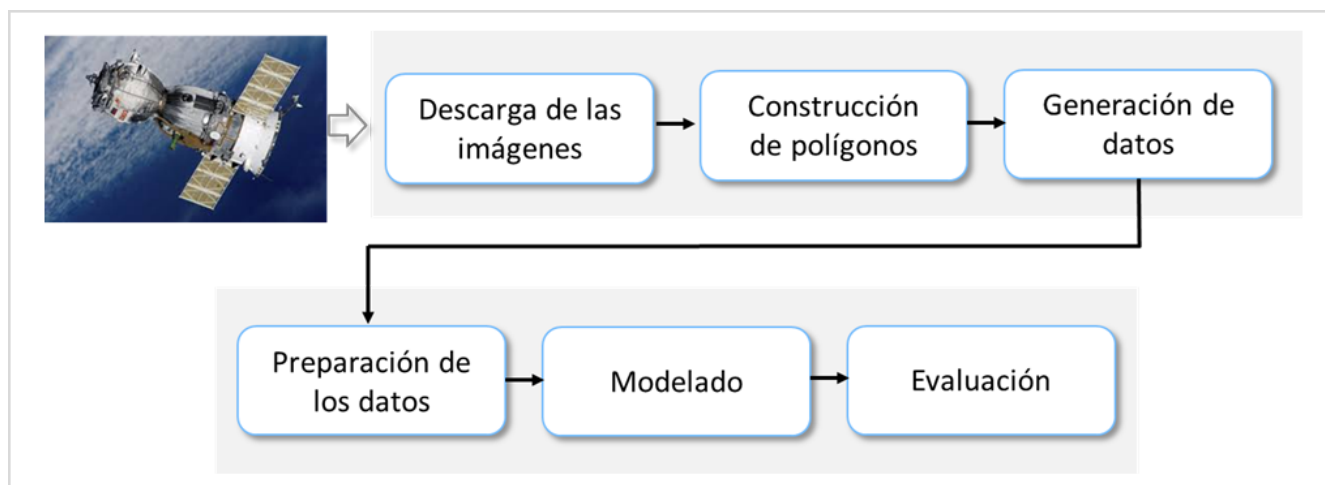 Descarga de las
imágenes
Construcción
de polígonos
Generación de
datos
Preparación de
los datos
Modelado
Evaluación